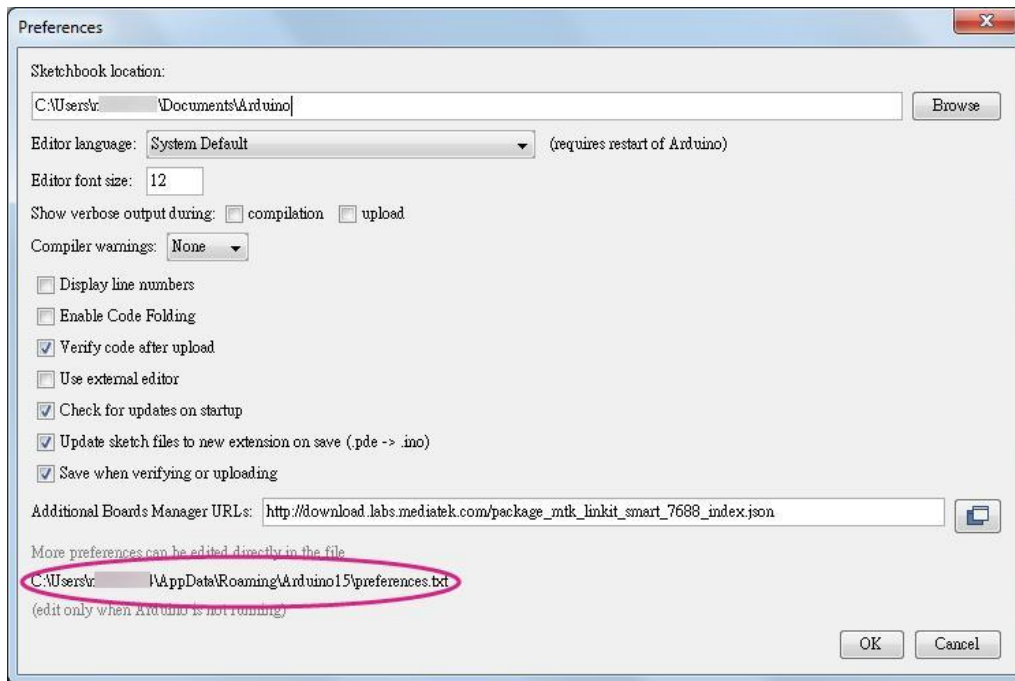 Preferences
Sketchbook location:
C:\Users\r \Documents\Arduino
Browse
Editor language: System Default (requires restart of Arduino)
Editor font size: 12
Show verbose output during: compilation upload
Compiler warnings: None
Display line numbers
Enable Code Folding
Verify code after upload
Use external editor
Check for updates on startup
Update sketch files to new extension on save (.pde -> .ino)
Save when verifying or uploading
Additional Boards Manager URLs: http://download.labs.mediatek.com/package_mtk_linkit_smart_7688_index.json
More preferences can be edited directly in the file
C:\Users\r 4\AppData\Roaming\Arduino15\preferences.txt
(edit only when Arduino is not running)
OK Cancel